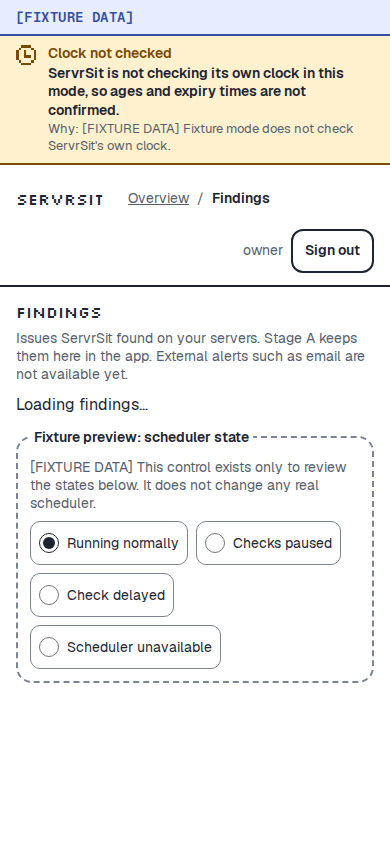 [FIXTURE DATA]
Clock not checked
ServrSit is not checking its own clock in this
mode, so ages and expiry times are not
confirmed.
Why: [FIXTURE DATA] Fixture mode does not check
ServrSit's own clock.
SERVRSIT
Overview / Findings
owner
Sign out
FINDINGS
Issues ServrSit found on your servers. Stage A keeps
them here in the app. External alerts such as email are
not available yet.
Loading findings...
Fixture preview: scheduler state
[FIXTURE DATA] This control exists only to review
the states below. It does not change any real
scheduler.
Running normally
Checks paused
Check delayed
Scheduler unavailable